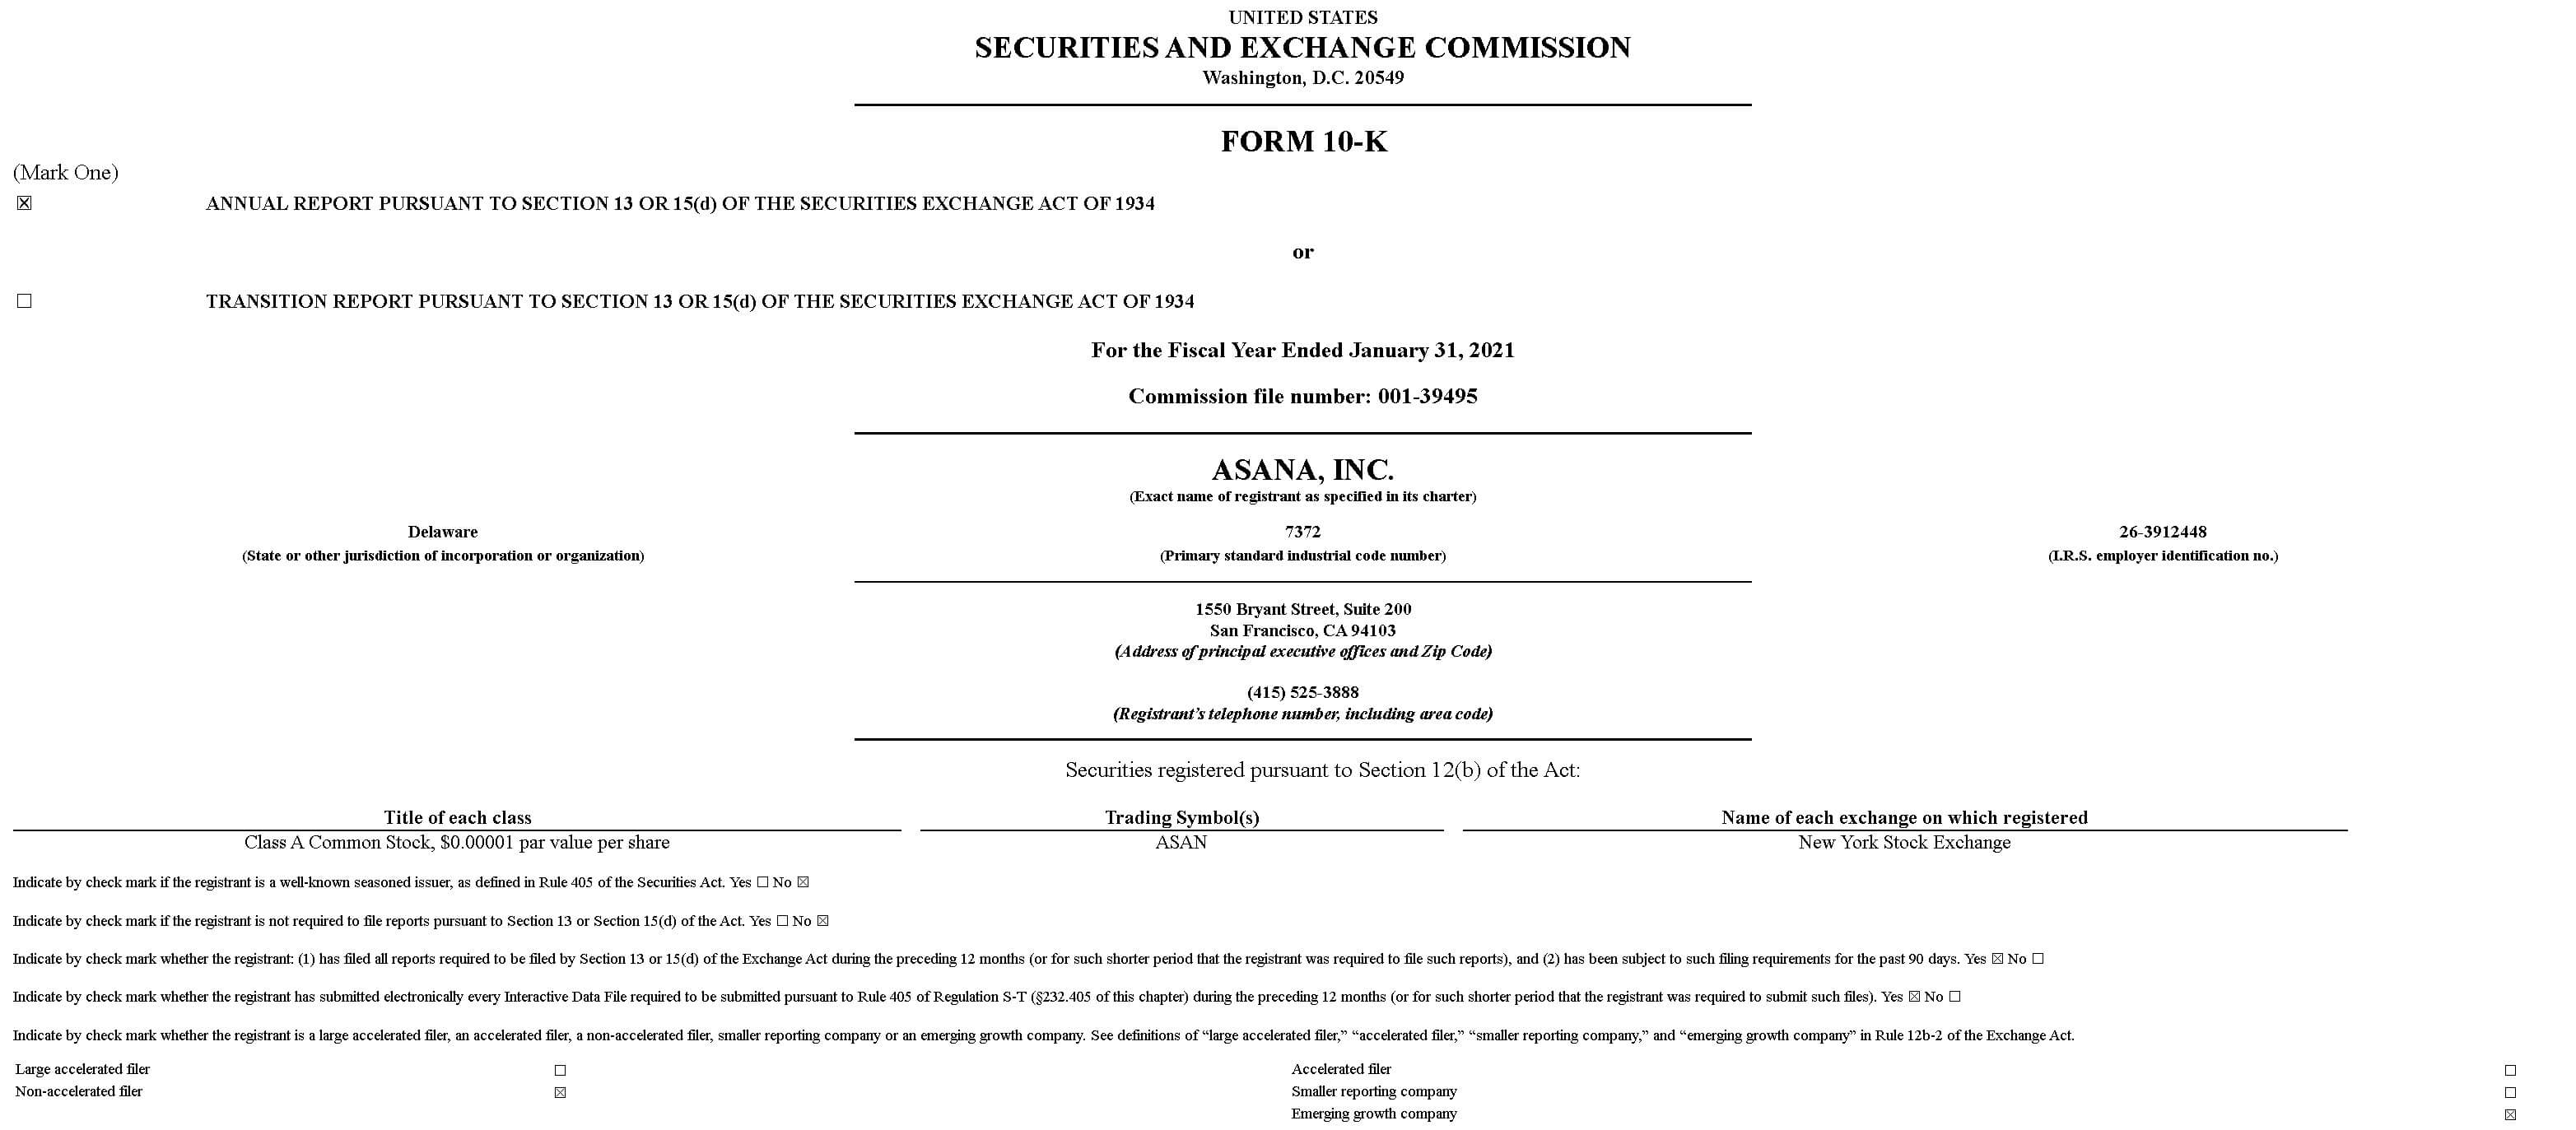 UNITED STATES
SECURITIES AND EXCHANGE COMMISSION
Washington, D.C. 20549
FORM 10-K
(Mark One)
☒ ANNUAL REPORT PURSUANT TO SECTION 13 OR 15(d) OF THE SECURITIES EXCHANGE ACT OF 1934
or
☐ TRANSITION REPORT PURSUANT TO SECTION 13 OR 15(d) OF THE SECURITIES EXCHANGE ACT OF 1934
For the Fiscal Year Ended January 31, 2021
Commission file number: 001-39495
ASANA, INC.
(Exact name of registrant as specified in its charter)
Delaware 7372 26-3912448
(State or other jurisdiction of incorporation or organization) (Primary standard industrial code number) (I.R.S. employer identification no.)
1550 Bryant Street, Suite 200
San Francisco, CA 94103
(Address of principal executive offices and Zip Code)
(415) 525-3888
(Registrant’s telephone number, including area code)
Securities registered pursuant to Section 12(b) of the Act:
Title of each class Trading Symbol(s) Name of each exchange on which registered
Class A Common Stock, $0.00001 par value per share ASAN New York Stock Exchange
Indicate by check mark if the registrant is a well-known seasoned issuer, as defined in Rule 405 of the Securities Act. Yes ☐ No ☒
Indicate by check mark if the registrant is not required to file reports pursuant to Section 13 or Section 15(d) of the Act. Yes ☐ No ☒
Indicate by check mark whether the registrant: (1) has filed all reports required to be filed by Section 13 or 15(d) of the Exchange Act during the preceding 12 months (or for such shorter period that the registrant was required to file such reports), and (2) has been subject to such filing requirements for the past 90 days. Yes ☒ No ☐
Indicate by check mark whether the registrant has submitted electronically every Interactive Data File required to be submitted pursuant to Rule 405 of Regulation S-T (§232.405 of this chapter) during the preceding 12 months (or for such shorter period that the registrant was required to submit such files). Yes ☒ No ☐
Indicate by check mark whether the registrant is a large accelerated filer, an accelerated filer, a non-accelerated filer, smaller reporting company or an emerging growth company. See definitions of “large accelerated filer,” “accelerated filer,” “smaller reporting company,” and “emerging growth company” in Rule 12b-2 of the Exchange Act.
Large accelerated filer ☐ Accelerated filer ☐
Non-accelerated filer ☒ Smaller reporting company ☐
Emerging growth company ☒